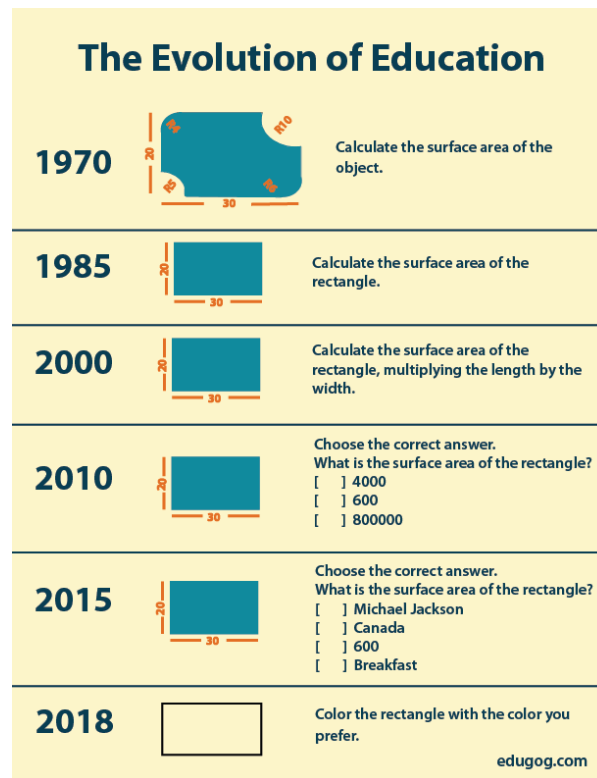 The Evolution of Education
1970
20
R6
R10
R5
R6
30
Calculate the surface area of the
object.
1985
20
30
Calculate the surface area of the
rectangle.
2000
20
30
Calculate the surface area of the
rectangle, multiplying the length by the
width.
2010
20
30
Choose the correct answer.
What is the surface area of the rectangle?
[ ] 4000
[ ] 600
[ ] 800000
2015
20
30
Choose the correct answer.
What is the surface area of the rectangle?
[ ] Michael Jackson
[ ] Canada
[ ] 600
[ ] Breakfast
2018
Color the rectangle with the color you
prefer.
edugog.com